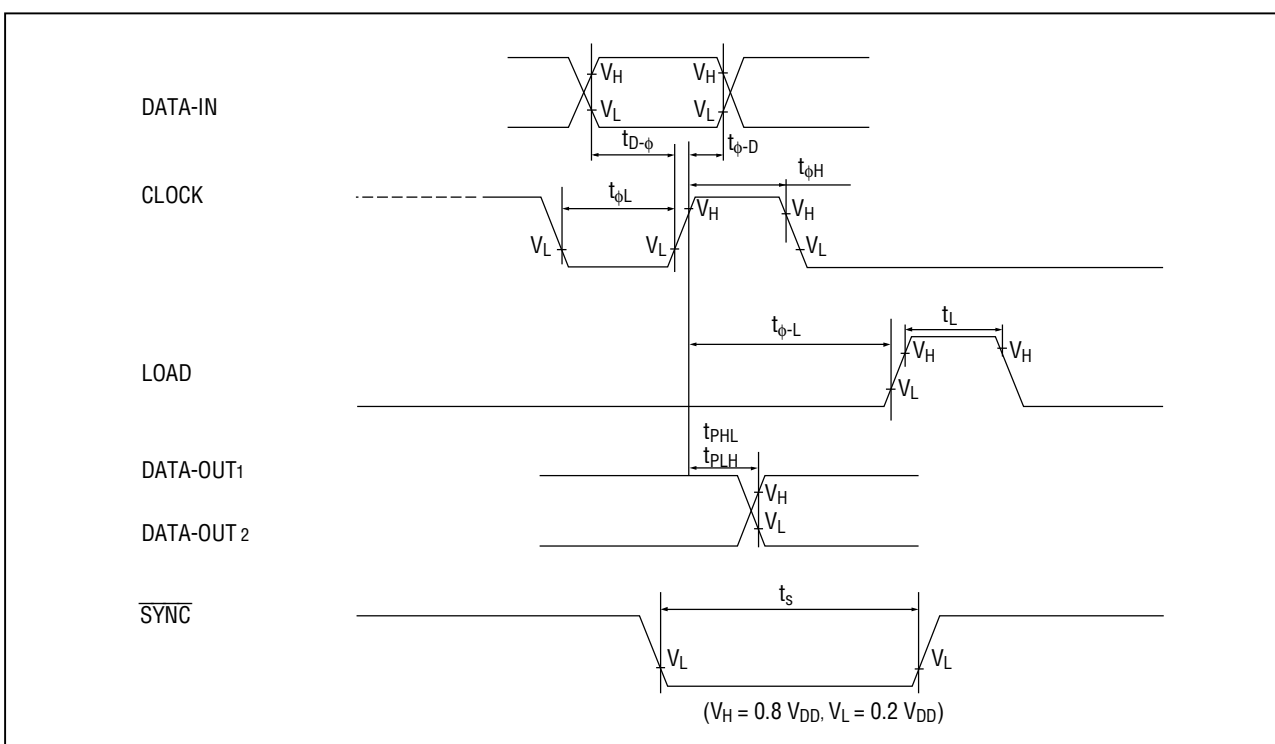 DATA-IN
V_H
V_H
V_L
V_L
t_D-ϕ
t_ϕ-D
CLOCK
t_ϕL
t_ϕH
V_H
V_H
V_L
V_L
V_L
LOAD
t_ϕ-L
t_L
V_H
V_H
V_L
DATA-OUT1
t_PHL
t_PLH
V_H
V_L
DATA-OUT 2
S̅Y̅N̅C̅
t_s
V_L
V_L
(V_H = 0.8 V_DD, V_L = 0.2 V_DD)